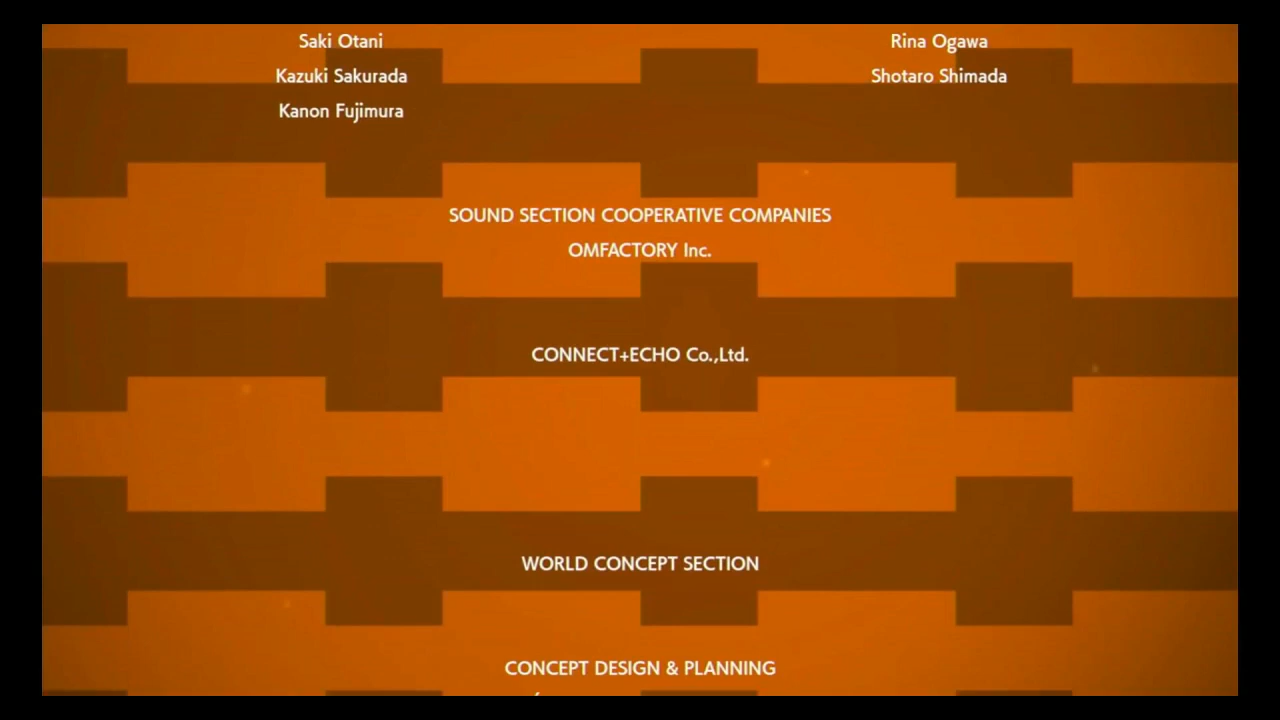 Saki Otani
Rina Ogawa
Kazuki Sakurada
Shotaro Shimada
Kanon Fujimura
SOUND SECTION COOPERATIVE COMPANIES
OMFACTORY Inc.
CONNECT+ECHO Co.,Ltd.
WORLD CONCEPT SECTION
CONCEPT DESIGN & PLANNING